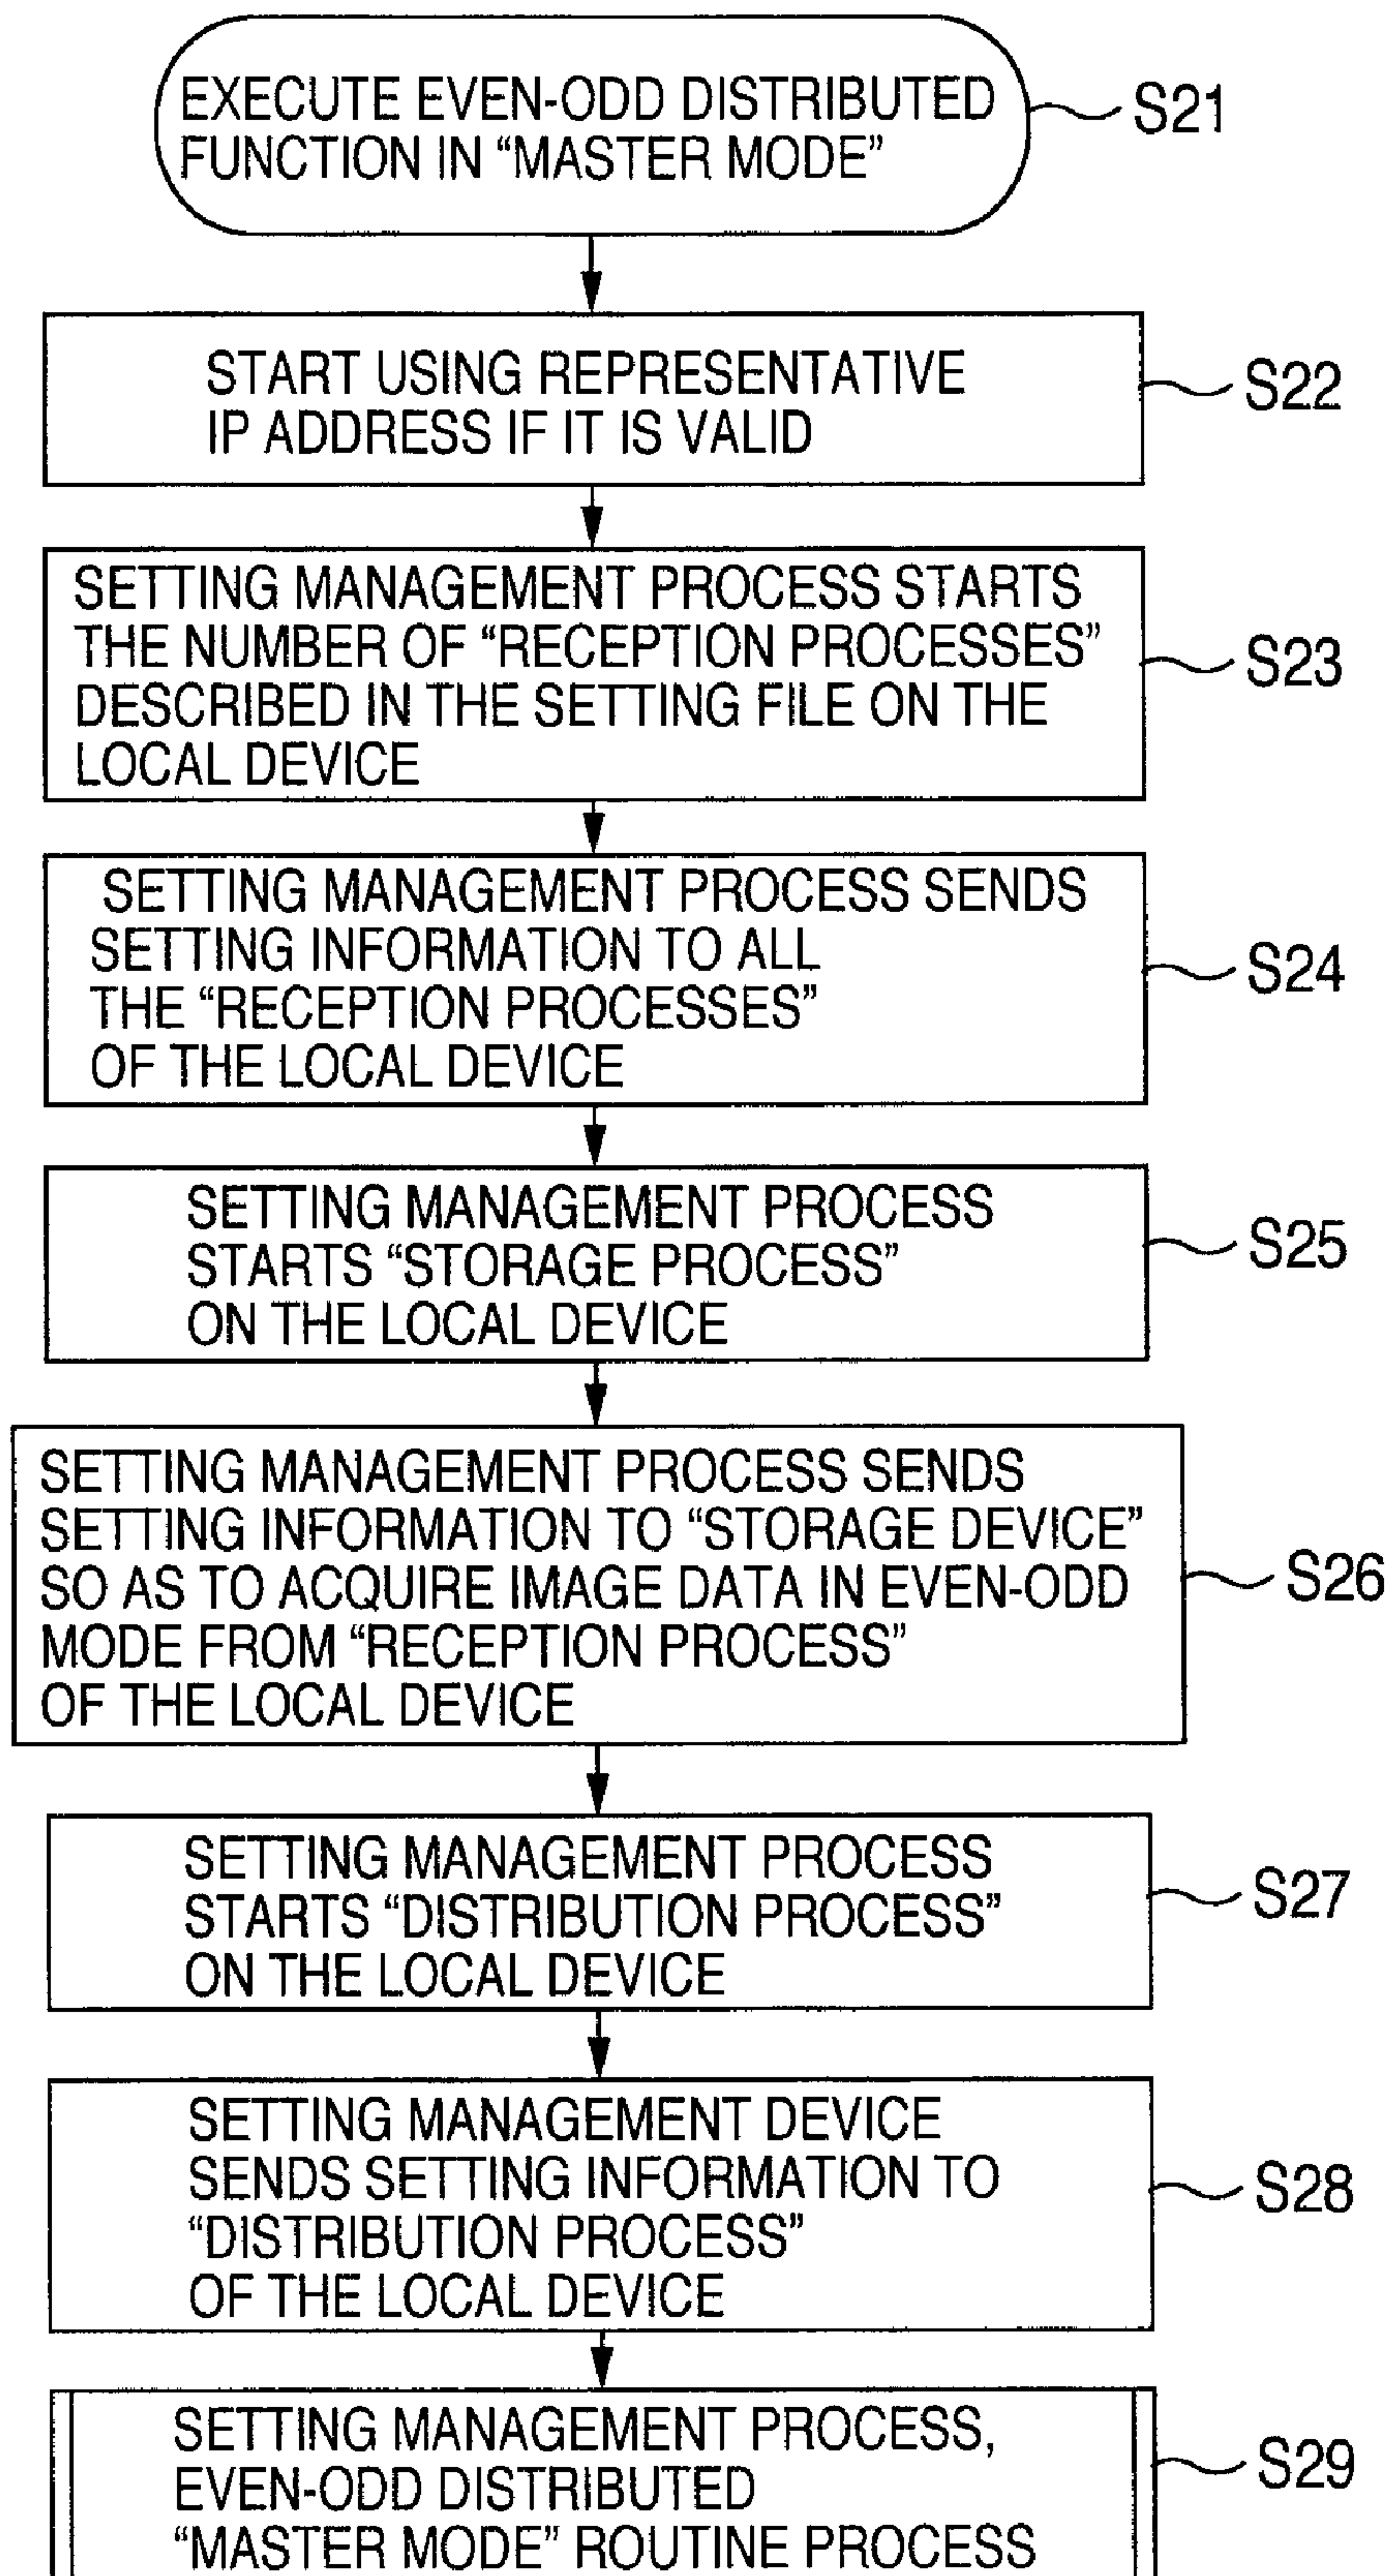 EXECUTE EVEN-ODD DISTRIBUTED
FUNCTION IN “MASTER MODE”
S21
START USING REPRESENTATIVE
IP ADDRESS IF IT IS VALID
S22
SETTING MANAGEMENT PROCESS STARTS
THE NUMBER OF “RECEPTION PROCESSES”
DESCRIBED IN THE SETTING FILE ON THE
LOCAL DEVICE
S23
SETTING MANAGEMENT PROCESS SENDS
SETTING INFORMATION TO ALL
THE “RECEPTION PROCESSES”
OF THE LOCAL DEVICE
S24
SETTING MANAGEMENT PROCESS
STARTS “STORAGE PROCESS”
ON THE LOCAL DEVICE
S25
SETTING MANAGEMENT PROCESS SENDS
SETTING INFORMATION TO “STORAGE DEVICE”
SO AS TO ACQUIRE IMAGE DATA IN EVEN-ODD
MODE FROM “RECEPTION PROCESS”
OF THE LOCAL DEVICE
S26
SETTING MANAGEMENT PROCESS
STARTS “DISTRIBUTION PROCESS”
ON THE LOCAL DEVICE
S27
SETTING MANAGEMENT DEVICE
SENDS SETTING INFORMATION TO
“DISTRIBUTION PROCESS”
OF THE LOCAL DEVICE
S28
SETTING MANAGEMENT PROCESS,
EVEN-ODD DISTRIBUTED
“MASTER MODE” ROUTINE PROCESS
S29